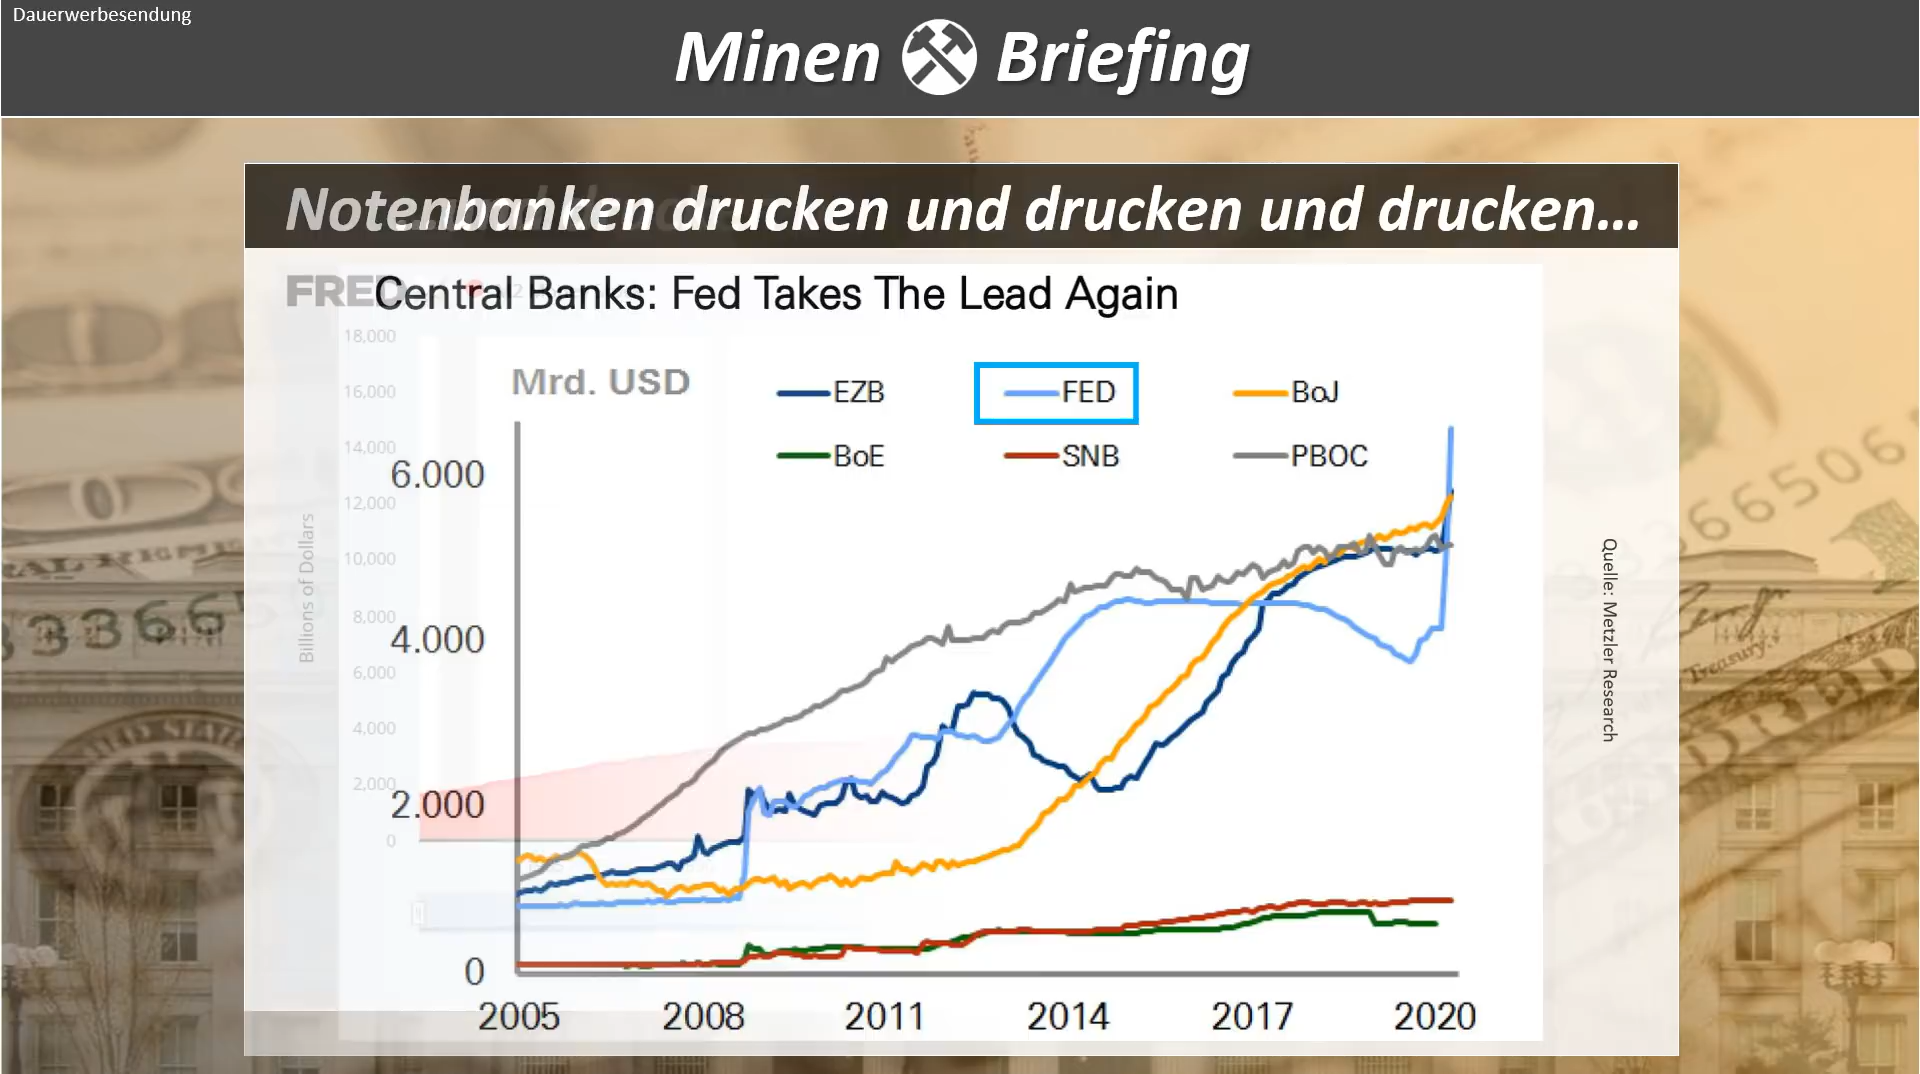 Dauerwerbesendung
Minen Briefing
Notenbanken drucken und drucken und drucken...
FRE
Central Banks: Fed Takes The Lead Again
18,000
16,000
14,000
12,000
10,000
8,000
6,000
4,000
2,000
0
Billions of Dollars
Mrd. USD
EZB
FED
BoJ
BoE
SNB
PBOC
6.000
4.000
2.000
0
2005
2008
2011
2014
2017
2020
Quelle: Metzler Research